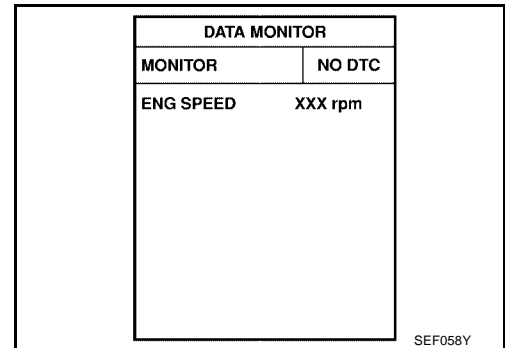 DATA MONITOR
MONITOR NO DTC
ENG SPEED XXX rpm
SEF058Y